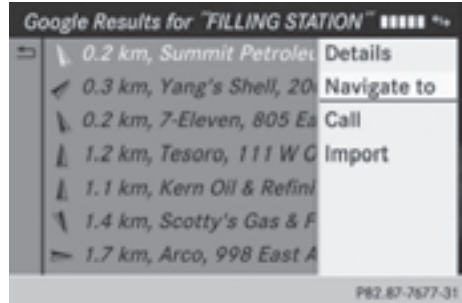 Google Results for ˝FILLING STATION˝
0.2 km, Summit Petroleu
0.3 km, Yang's Shell, 20
0.2 km, 7-Eleven, 805 Ea
1.2 km, Tesoro, 111 W G
1.1 km, Kern Oil & Refini
1.4 km, Scotty's Gas & F
1.7 km, Arco, 998 East A
Details
Navigate to
Call
Import
P82.87-7677-31